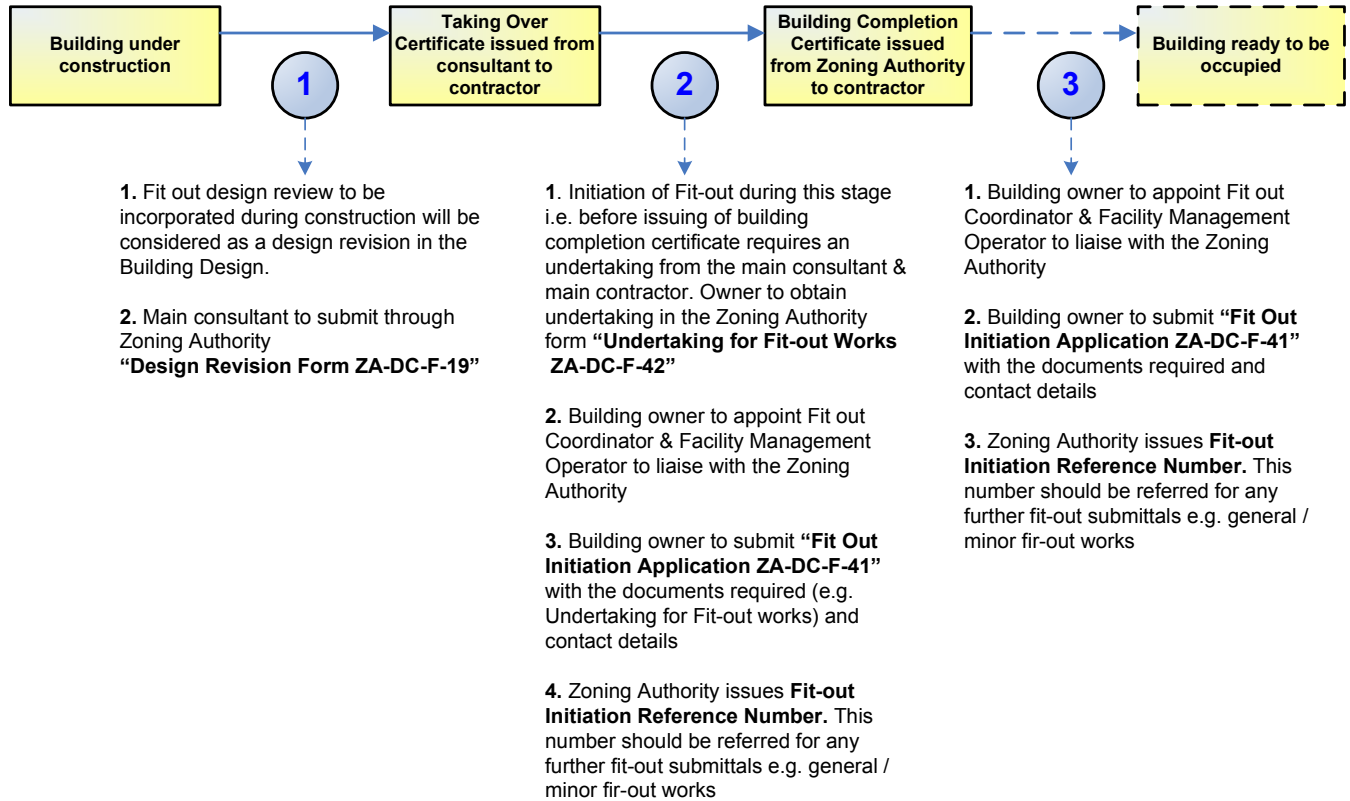 Building under
construction
Taking Over
Certificate issued from
consultant to
contractor
Building Completion
Certificate issued
from Zoning Authority
to contractor
Building ready to be
occupied
1
2
3
1. Fit out design review to be
incorporated during construction will be
considered as a design revision in the
Building Design.
2. Main consultant to submit through
Zoning Authority
“Design Revision Form ZA-DC-F-19”
1. Initiation of Fit-out during this stage
i.e. before issuing of building
completion certificate requires an
undertaking from the main consultant &
main contractor. Owner to obtain
undertaking in the Zoning Authority
form “Undertaking for Fit-out Works
ZA-DC-F-42”
2. Building owner to appoint Fit out
Coordinator & Facility Management
Operator to liaise with the Zoning
Authority
3. Building owner to submit “Fit Out
Initiation Application ZA-DC-F-41”
with the documents required (e.g.
Undertaking for Fit-out works) and
contact details
4. Zoning Authority issues Fit-out
Initiation Reference Number. This
number should be referred for any
further fit-out submittals e.g. general /
minor fir-out works
1. Building owner to appoint Fit out
Coordinator & Facility Management
Operator to liaise with the Zoning
Authority
2. Building owner to submit “Fit Out
Initiation Application ZA-DC-F-41”
with the documents required and
contact details
3. Zoning Authority issues Fit-out
Initiation Reference Number. This
number should be referred for any
further fit-out submittals e.g. general /
minor fir-out works